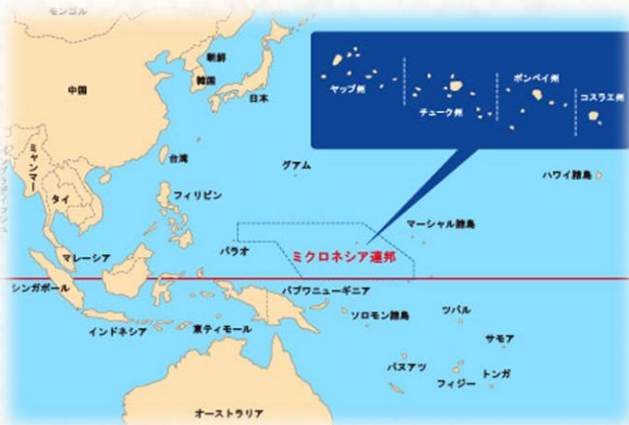 モンゴル
中国
朝鮮
韓国
日本
台湾
ミャンマー
タイ
フィリピン
グアム
ヤップ州
チューク州
ポンペイ州
コスラエ州
ハワイ諸島
マーシャル諸島
パラオ
ミクロネシア連邦
マレーシア
シンガポール
インドネシア
東ティモール
パプワニューギニア
ソロモン諸島
ツバル
サモア
バヌアツ
フィジー
トンガ
オーストラリア